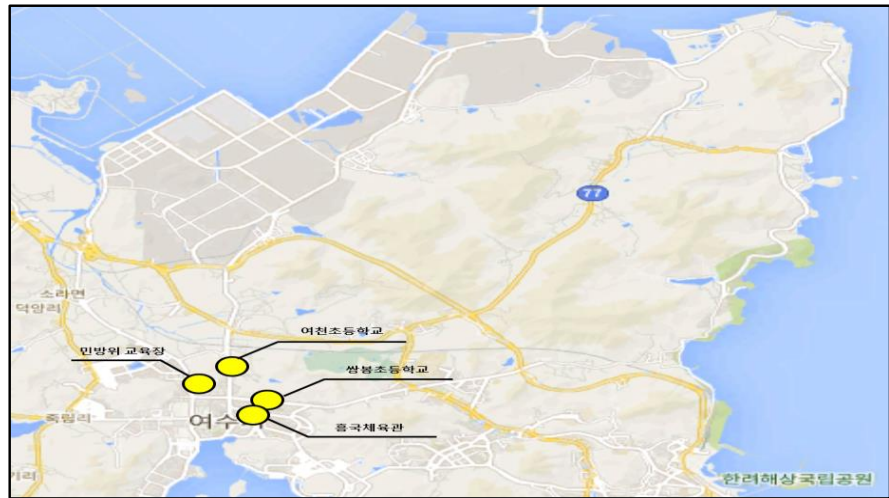 77
소라면
덕양리
여천초등학교
민방위 교육장
쌍봉초등학교
죽림리
여수
흥국체육관
기리
한려해상국립공원